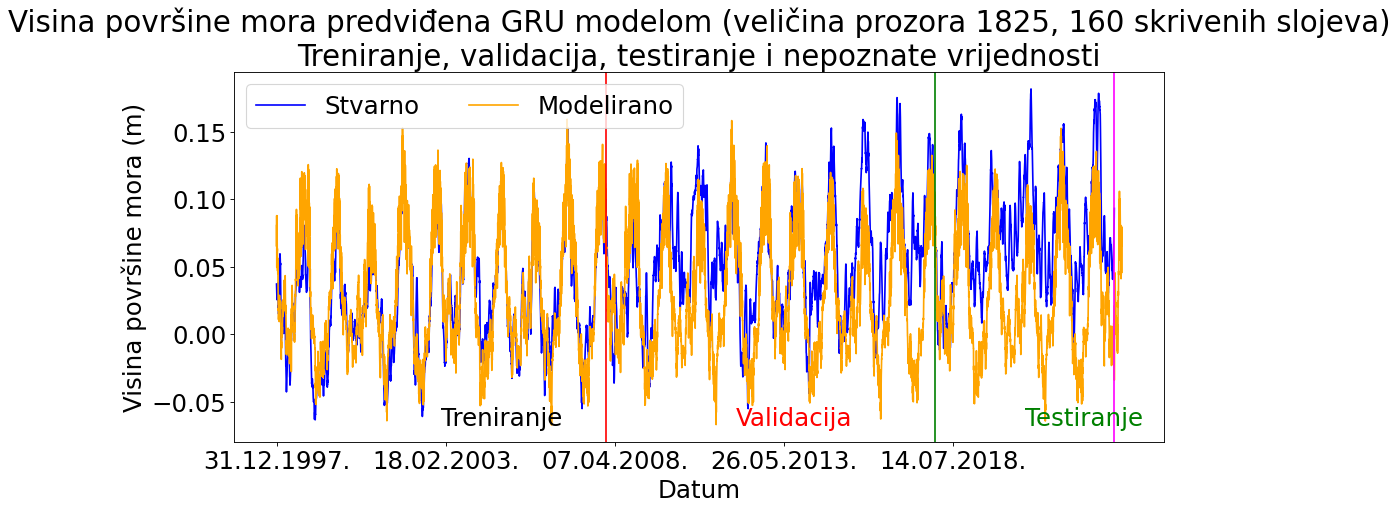 Visina površine mora predviđena GRU modelom (veličina prozora 1825, 160 skrivenih slojeva)
Treniranje, validacija, testiranje i nepoznate vrijednosti
Stvarno Modelirano
Visina površine mora (m)
0.15
0.10
0.05
0.00
−0.05
Treniranje Validacija Testiranje
31.12.1997. 18.02.2003. 07.04.2008. 26.05.2013. 14.07.2018.
Datum